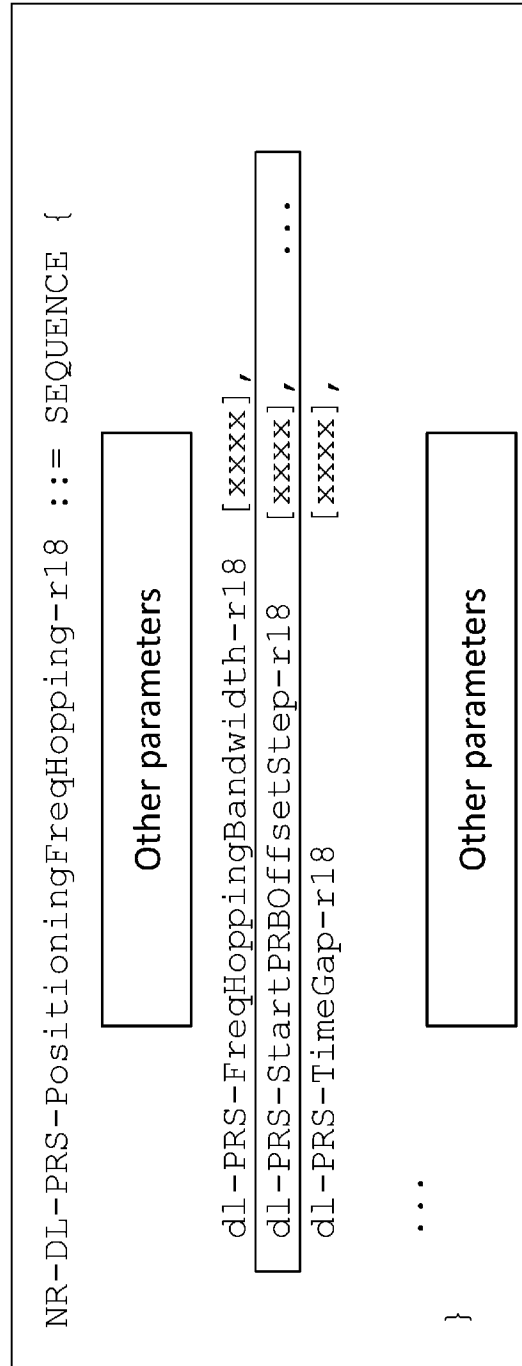 NR-DL-PRS-PositioningFreqHopping-r18 ::= SEQUENCE {
Other parameters
dl-PRS-FreqHoppingBandwidth-r18 [xxxx],
dl-PRS-StartPRBOffsetStep-r18 [xxxx], ...
dl-PRS-TimeGap-r18 [xxxx],
Other parameters
...
}